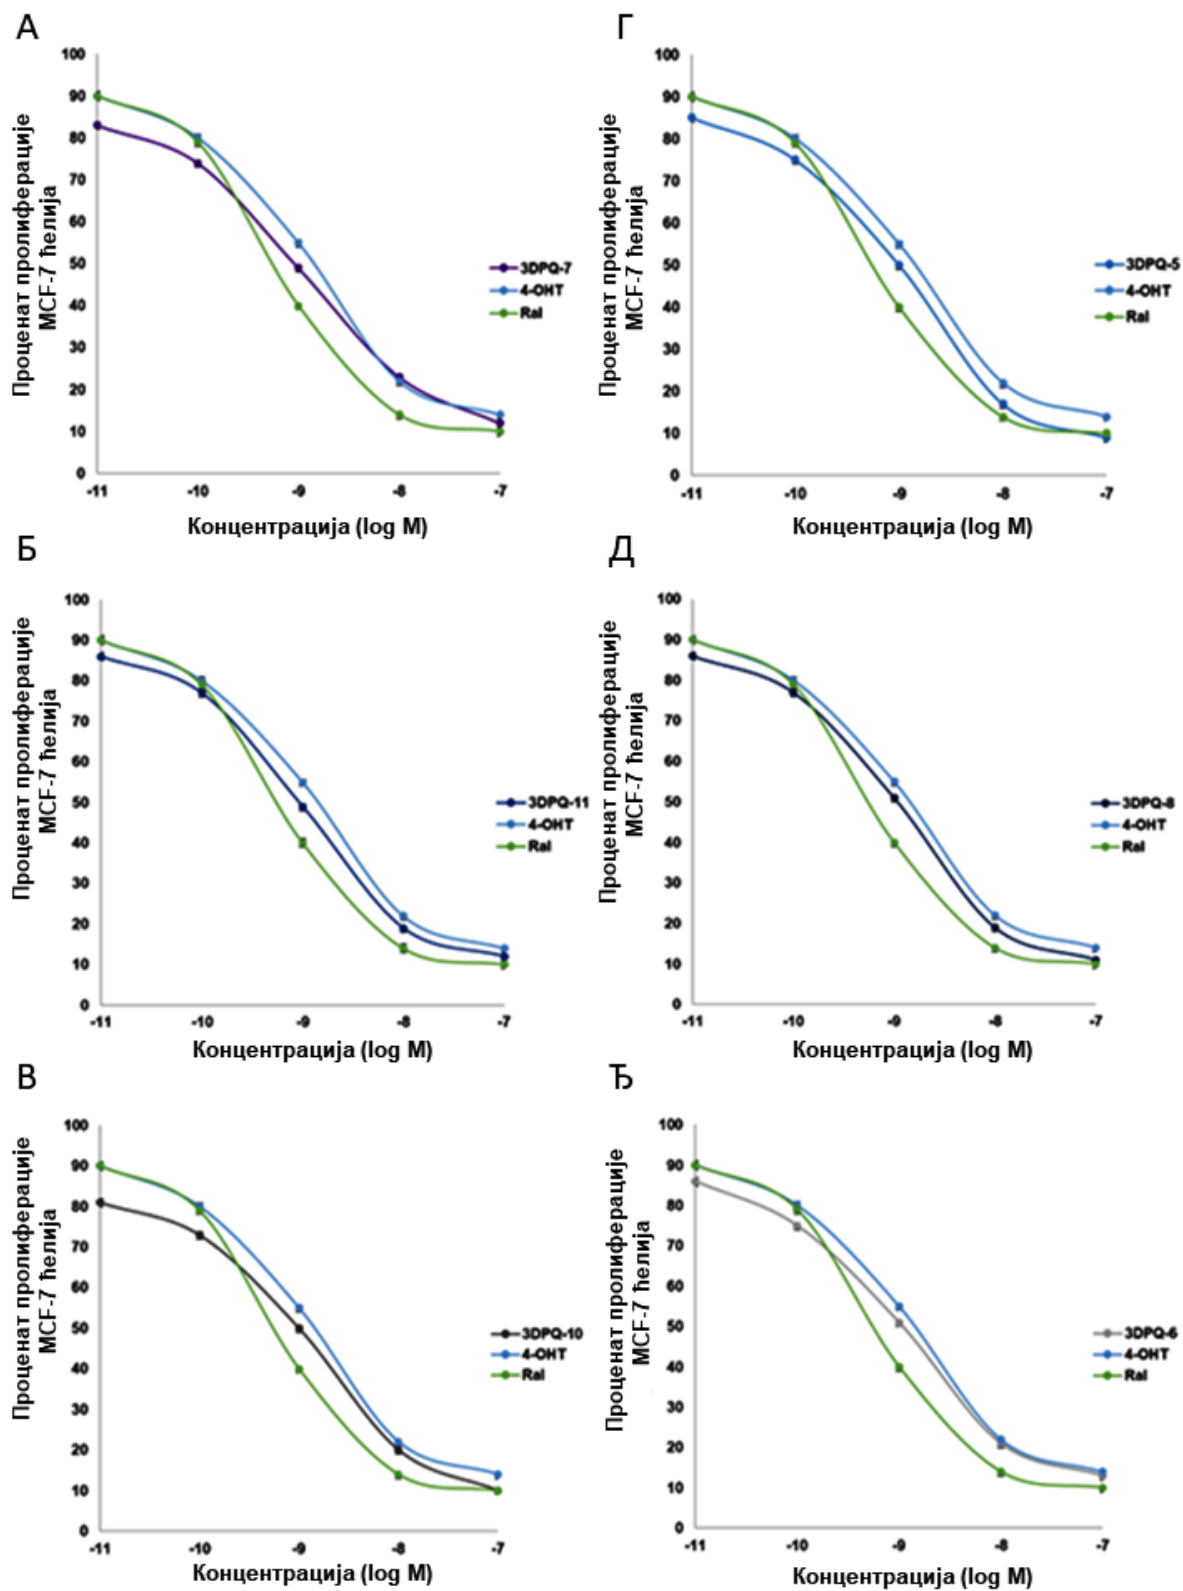 А
Проценат пролиферације
MCF-7 ћелија
100
90
80
70
60
50
40
30
20
10
0
-11 -10 -9 -8 -7
3DPQ-7
4-OHT
Ral
Концентрација (log M)
Г
Проценат пролиферације
MCF-7 ћелија
100
90
80
70
60
50
40
30
20
10
0
-11 -10 -9 -8 -7
3DPQ-5
4-OHT
Ral
Концентрација (log M)
Б
Проценат пролиферације
MCF-7 ћелија
100
90
80
70
60
50
40
30
20
10
0
-11 -10 -9 -8 -7
3DPQ-11
4-OHT
Ral
Концентрација (log M)
Д
Проценат пролиферације
MCF-7 ћелија
100
90
80
70
60
50
40
30
20
10
0
-11 -10 -9 -8 -7
3DPQ-8
4-OHT
Ral
Концентрација (log M)
В
Проценат пролиферације
MCF-7 ћелија
100
90
80
70
60
50
40
30
20
10
0
-11 -10 -9 -8 -7
3DPQ-10
4-OHT
Ral
Концентрација (log M)
Ђ
Проценат пролиферације
MCF-7 ћелија
100
90
80
70
60
50
40
30
20
10
0
-11 -10 -9 -8 -7
3DPQ-6
4-OHT
Ral
Концентрација (log M)